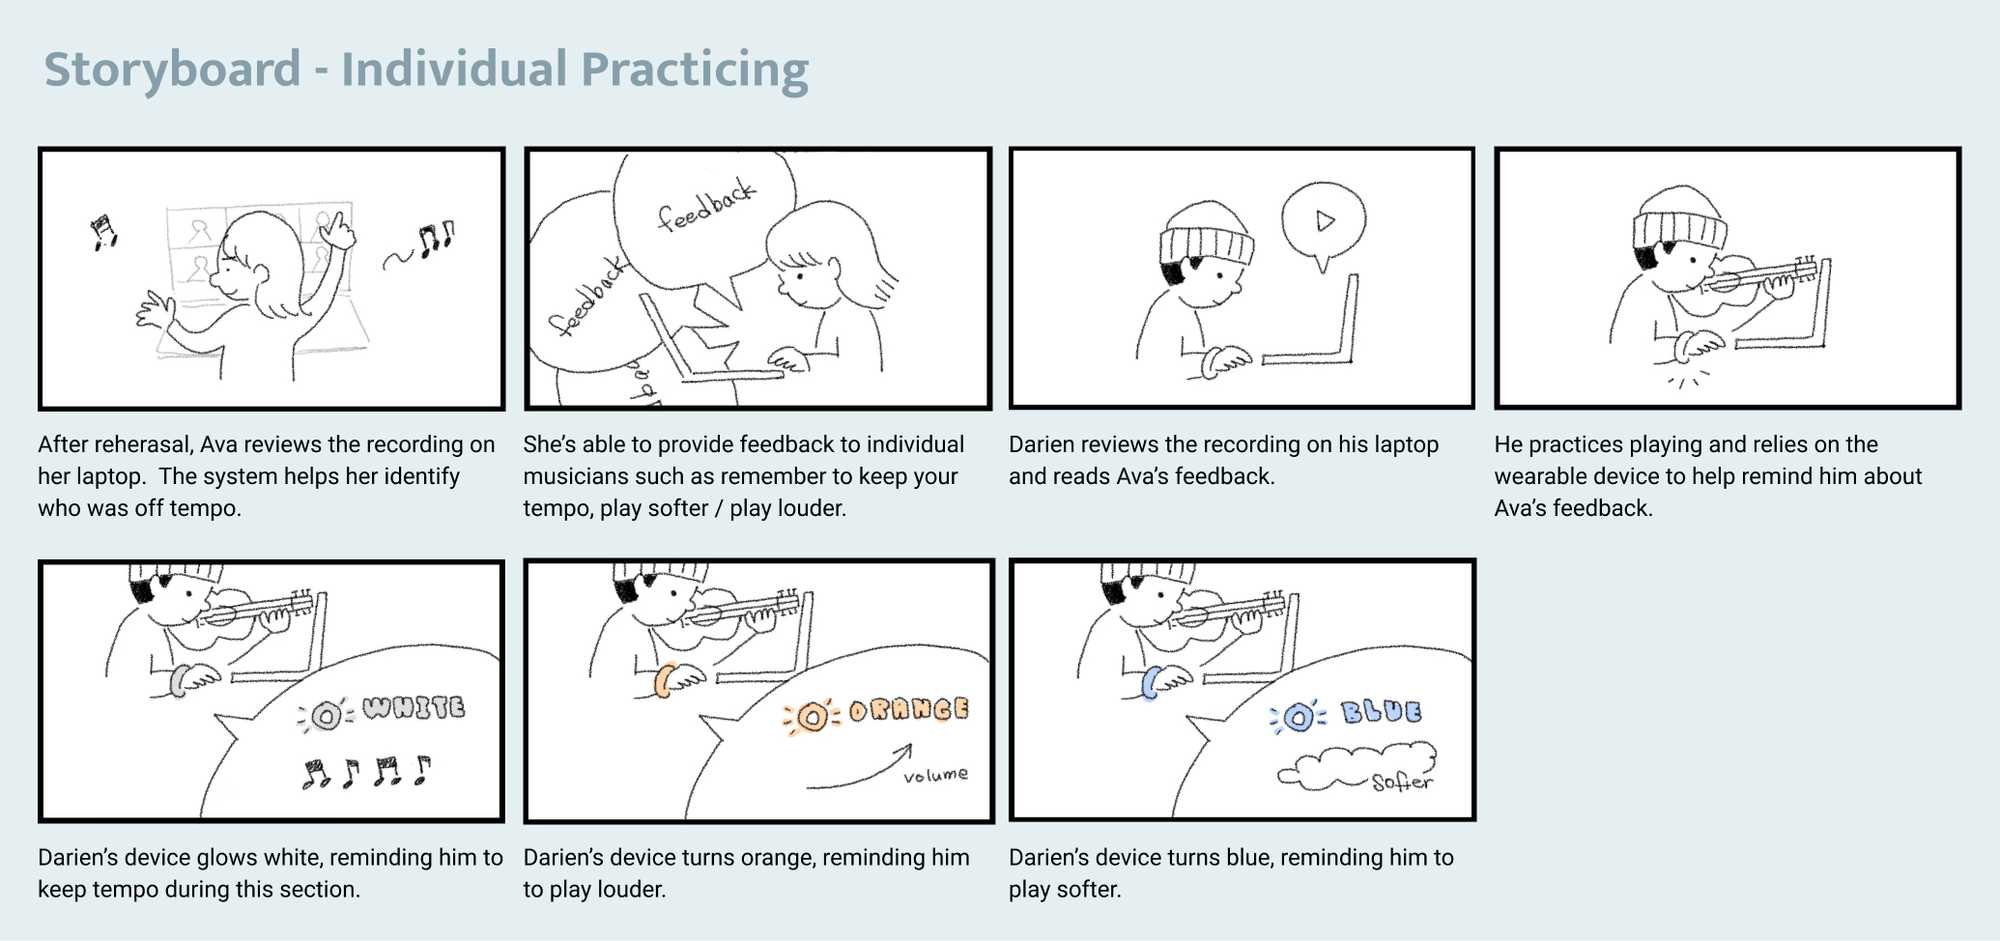 Storyboard - Individual Practicing
feedback
feedback
After reherasal, Ava reviews the recording on
her laptop.  The system helps her identify
who was off tempo.
She’s able to provide feedback to individual
musicians such as remember to keep your
tempo, play softer / play louder.
Darien reviews the recording on his laptop
and reads Ava’s feedback.
He practices playing and relies on the
wearable device to help remind him about
Ava’s feedback.
WHITE
ORANGE
volume
BLUE
softer
Darien’s device glows white, reminding him to
keep tempo during this section.
Darien’s device turns orange, reminding him
to play louder.
Darien’s device turns blue, reminding him to
play softer.